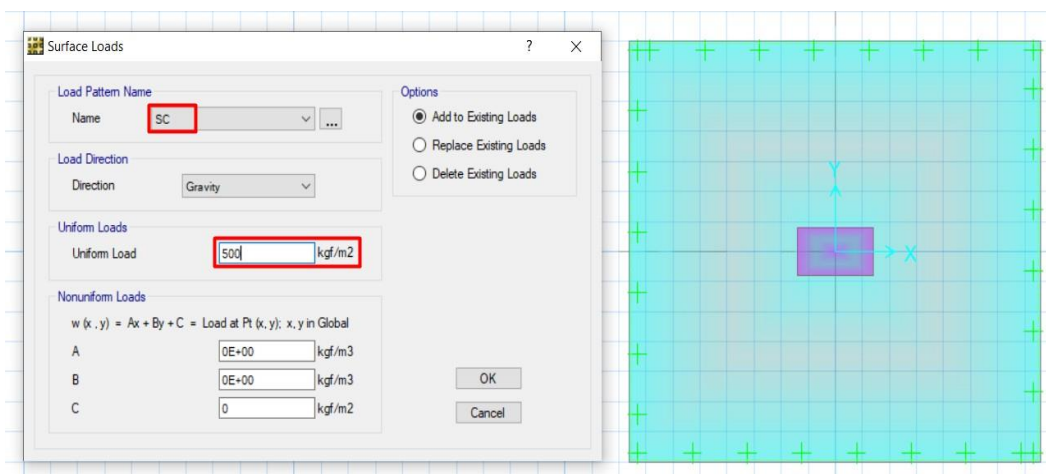 Surface Loads
? X
Load Pattern Name
Name SC ...
Load Direction
Direction Gravity
Uniform Loads
Uniform Load 500 kgf/m2
Nonuniform Loads
w (x , y) = Ax + By + C = Load at Pt (x, y); x, y in Global
A 0E+00 kgf/m3
B 0E+00 kgf/m3
C 0 kgf/m2
Options
Add to Existing Loads
Replace Existing Loads
Delete Existing Loads
OK
Cancel
Y
X